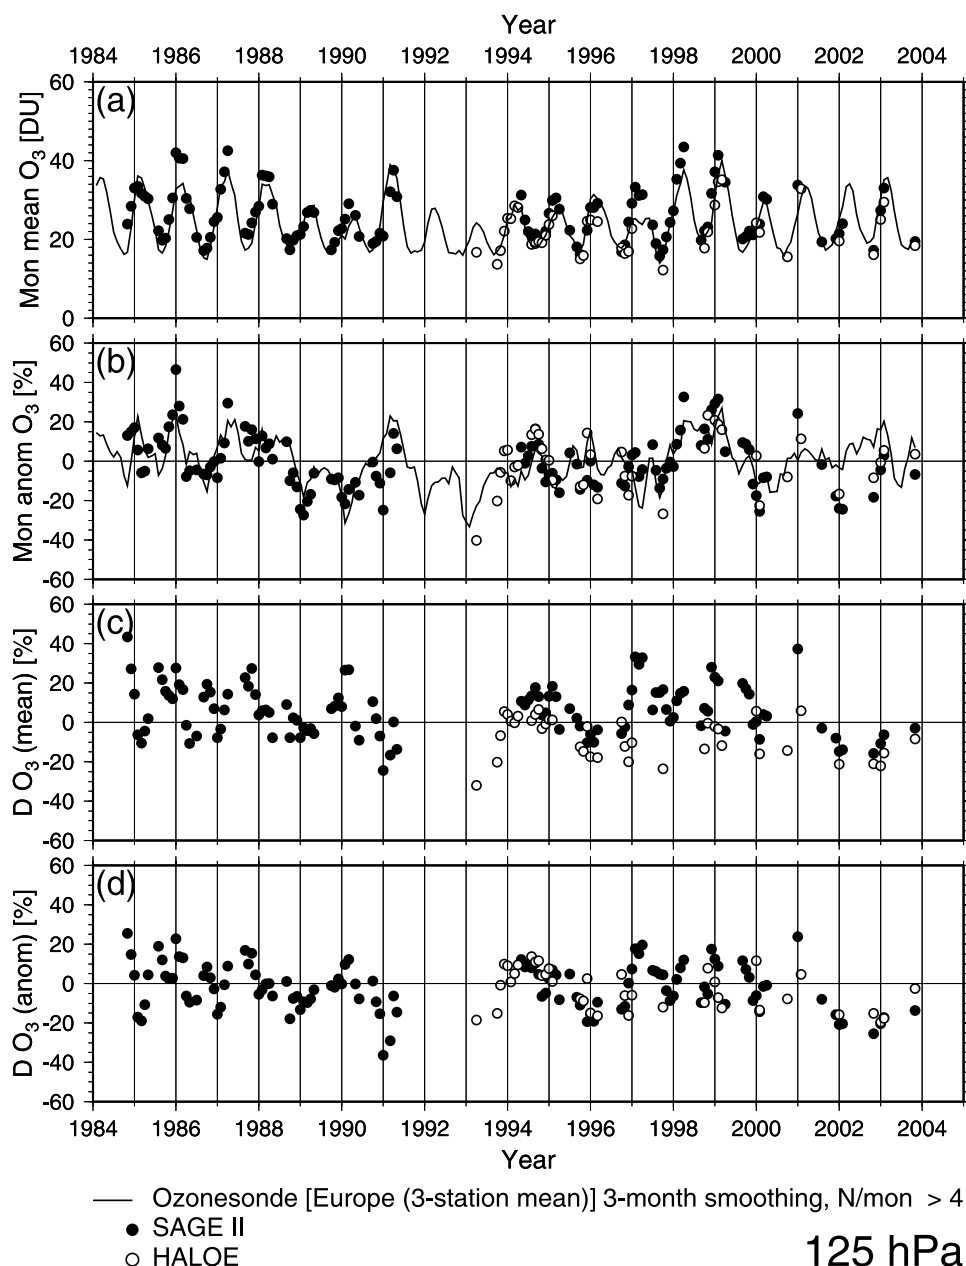 Year
1984 1986 1988 1990 1992 1994 1996 1998 2000 2002 2004
(a)
Mon mean O3 [DU]
60
40
20
0
(b)
Mon anom O3 [%]
60
40
20
0
-20
-40
-60
(c)
D O3 (mean) [%]
60
40
20
0
-20
-40
-60
(d)
D O3 (anom) [%]
60
40
20
0
-20
-40
-60
1984 1986 1988 1990 1992 1994 1996 1998 2000 2002 2004
Year
Ozonesonde [Europe (3-station mean)] 3-month smoothing, N/mon > 4
SAGE II
HALOE
125 hPa